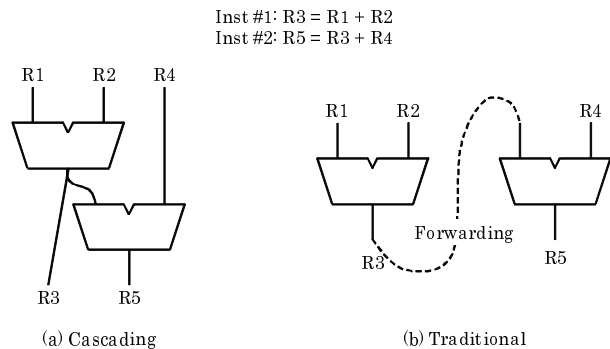 Inst #1: R3 = R1 + R2
Inst #2: R5 = R3 + R4
R1 R2 R4
R3 R5
(a) Cascading
R1 R2 R4
Forwarding
R3 R5
(b) Traditional